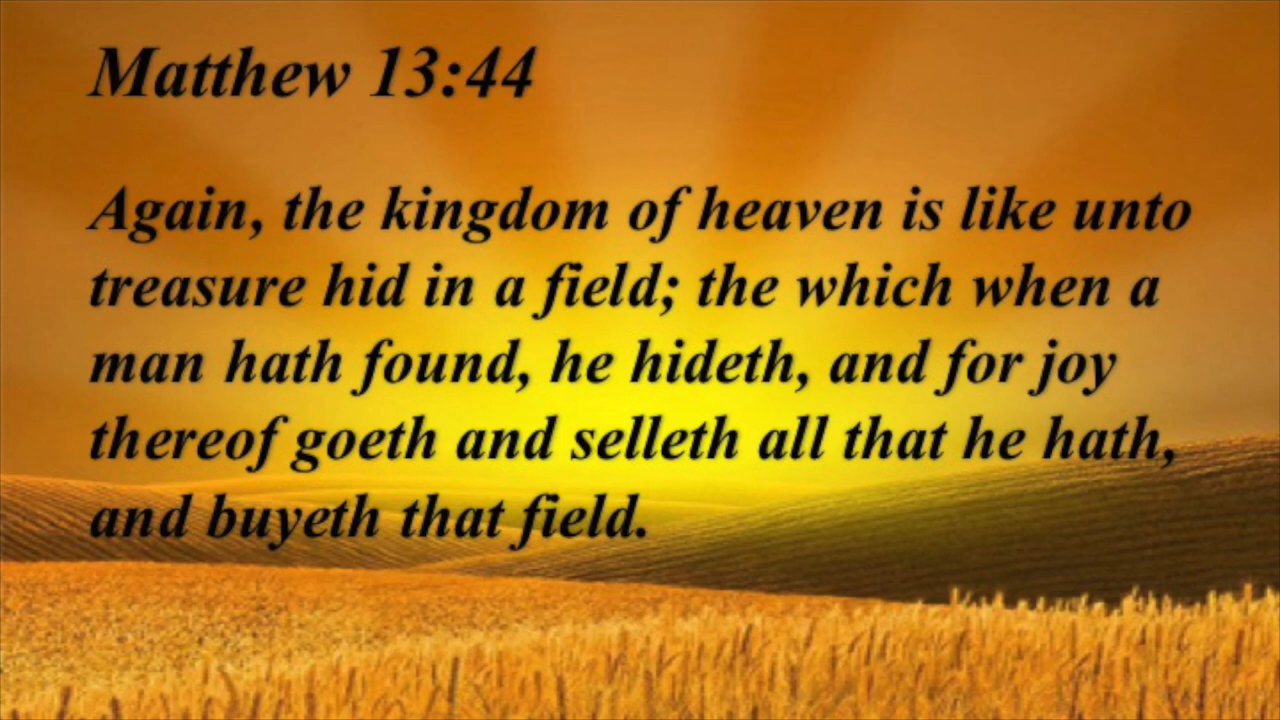 Matthew 13:44
Again, the kingdom of heaven is like unto
treasure hid in a field; the which when a
man hath found, he hideth, and for joy
thereof goeth and selleth all that he hath,
and buyeth that field.